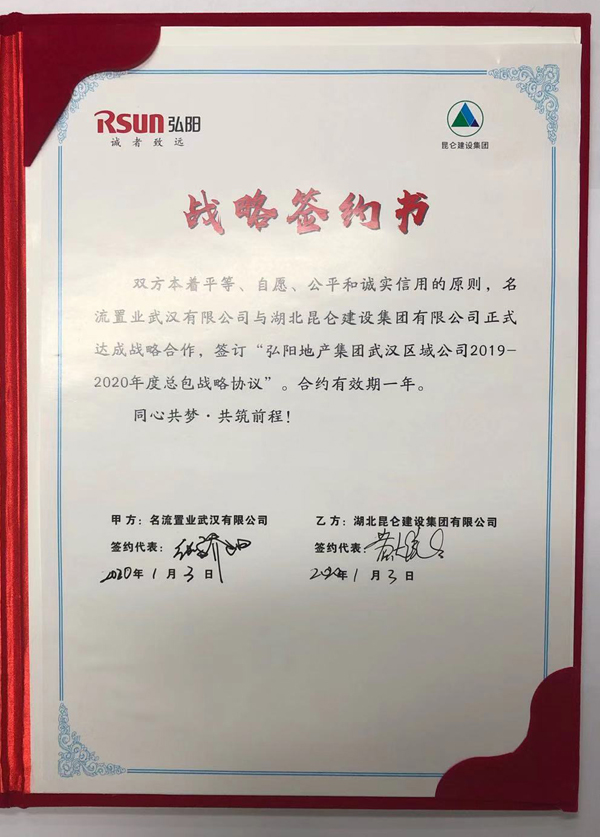 RSUN 弘阳
诚者致远
昆仑建设集团
战略签约书
双方本着平等、自愿、公平和诚实信用的原则，名
流置业武汉有限公司与湖北昆仑建设集团有限公司正式
达成战略合作，签订“弘阳地产集团武汉区域公司2019-
2020年度总包战略协议”。合约有效期一年。
同心共梦·共筑前程！
甲方：名流置业武汉有限公司
签约代表：
2020年1月3日
乙方：湖北昆仑建设集团有限公司
签约代表：
2020年1月3日